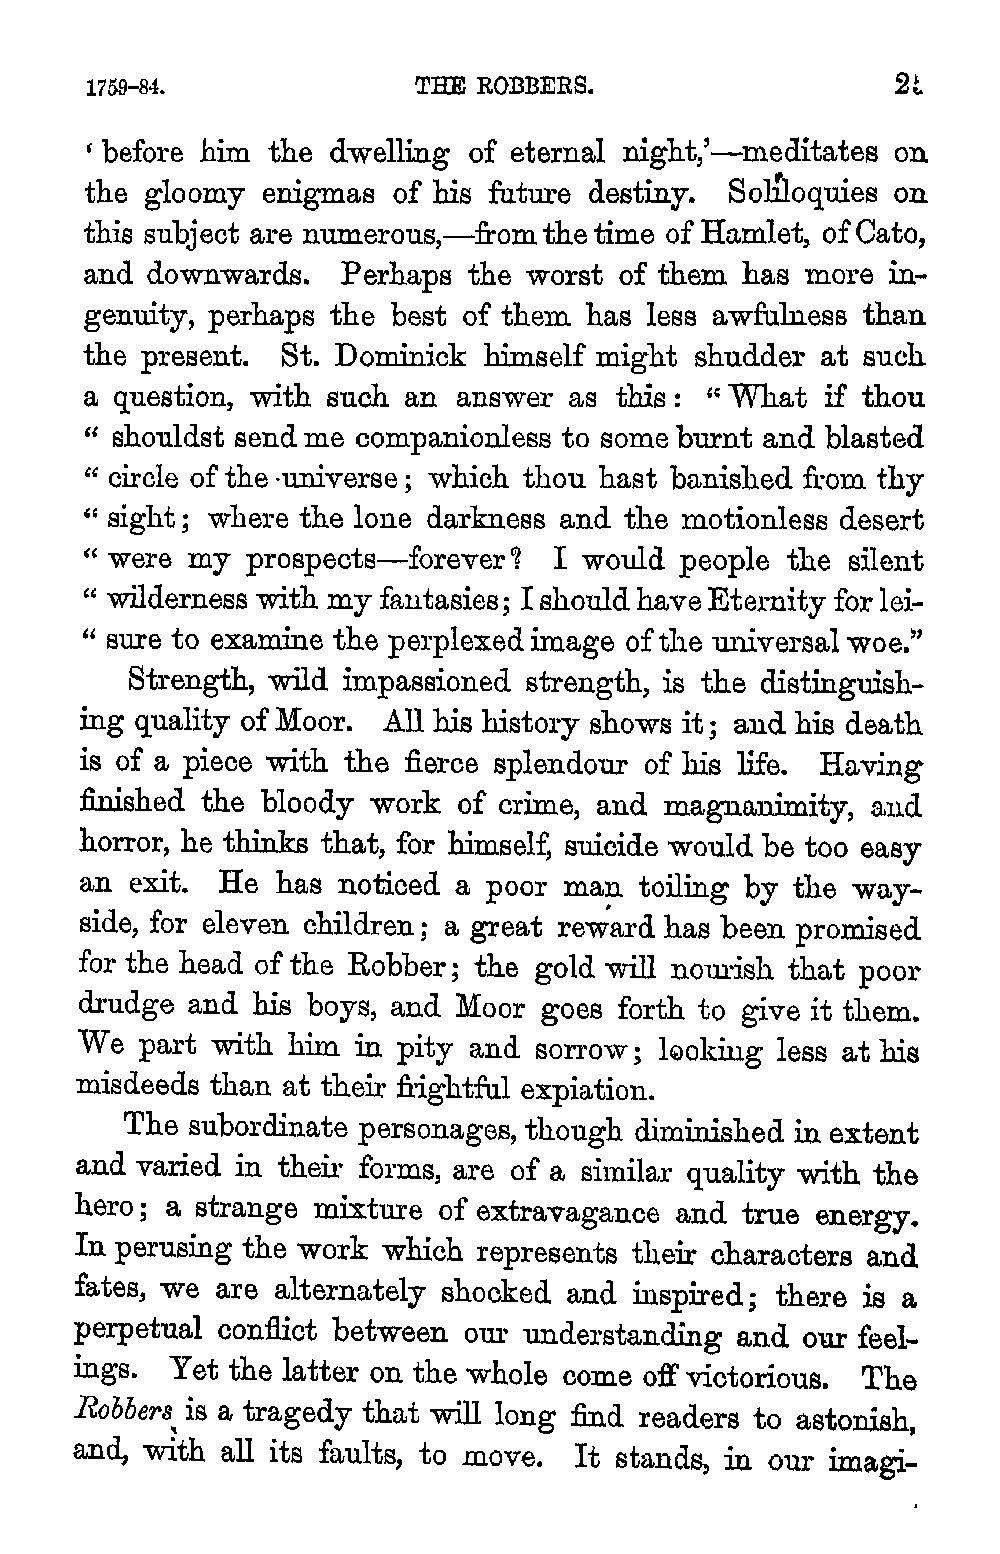 1759–84. THE ROBBERS. 21
‘ before him the dwelling of eternal night,’—meditates on
the gloomy enigmas of his future destiny. Soliloquies on
this subject are numerous,—from the time of Hamlet, of Cato,
and downwards. Perhaps the worst of them has more in-
genuity, perhaps the best of them has less awfulness than
the present. St. Dominick himself might shudder at such
a question, with such an answer as this: “ What if thou
“ shouldst send me companionless to some burnt and blasted
“ circle of the universe; which thou hast banished from thy
“ sight; where the lone darkness and the motionless desert
“ were my prospects—forever? I would people the silent
“ wilderness with my fantasies; I should have Eternity for lei-
“ sure to examine the perplexed image of the universal woe.”
Strength, wild impassioned strength, is the distinguish-
ing quality of Moor. All his history shows it; and his death
is of a piece with the fierce splendour of his life. Having
finished the bloody work of crime, and magnanimity, and
horror, he thinks that, for himself, suicide would be too easy
an exit. He has noticed a poor man toiling by the way-
side, for eleven children; a great reward has been promised
for the head of the Robber; the gold will nourish that poor
drudge and his boys, and Moor goes forth to give it them.
We part with him in pity and sorrow; looking less at his
misdeeds than at their frightful expiation.
The subordinate personages, though diminished in extent
and varied in their forms, are of a similar quality with the
hero; a strange mixture of extravagance and true energy.
In perusing the work which represents their characters and
fates, we are alternately shocked and inspired; there is a
perpetual conflict between our understanding and our feel-
ings. Yet the latter on the whole come off victorious. The
Robbers is a tragedy that will long find readers to astonish,
and, with all its faults, to move. It stands, in our imagi-